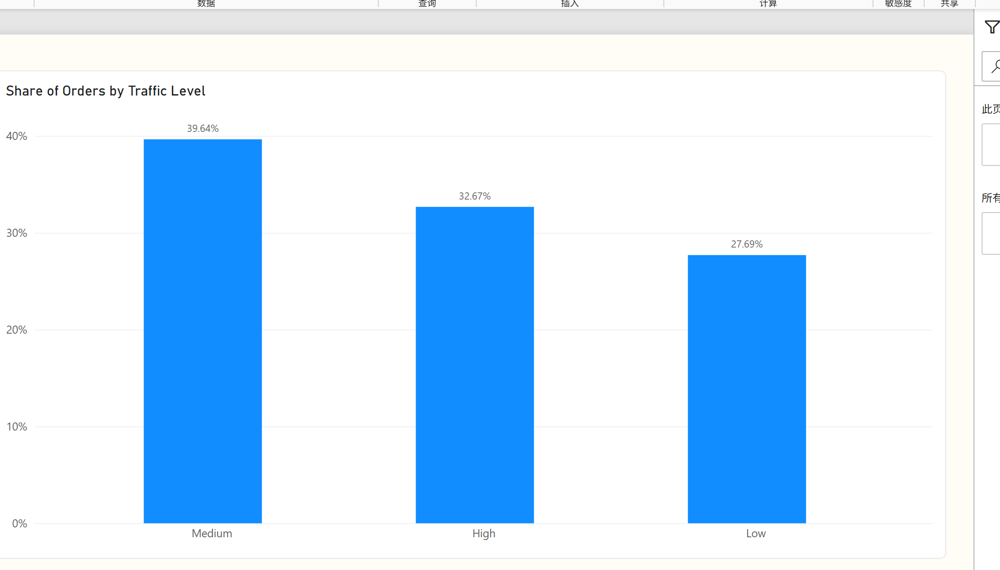 数据 查询 插入 计算 敏感度 共享
Share of Orders by Traffic Level
此页
39.64%
40%
32.67%
所有
30%
27.69%
20%
10%
0%
Medium High Low